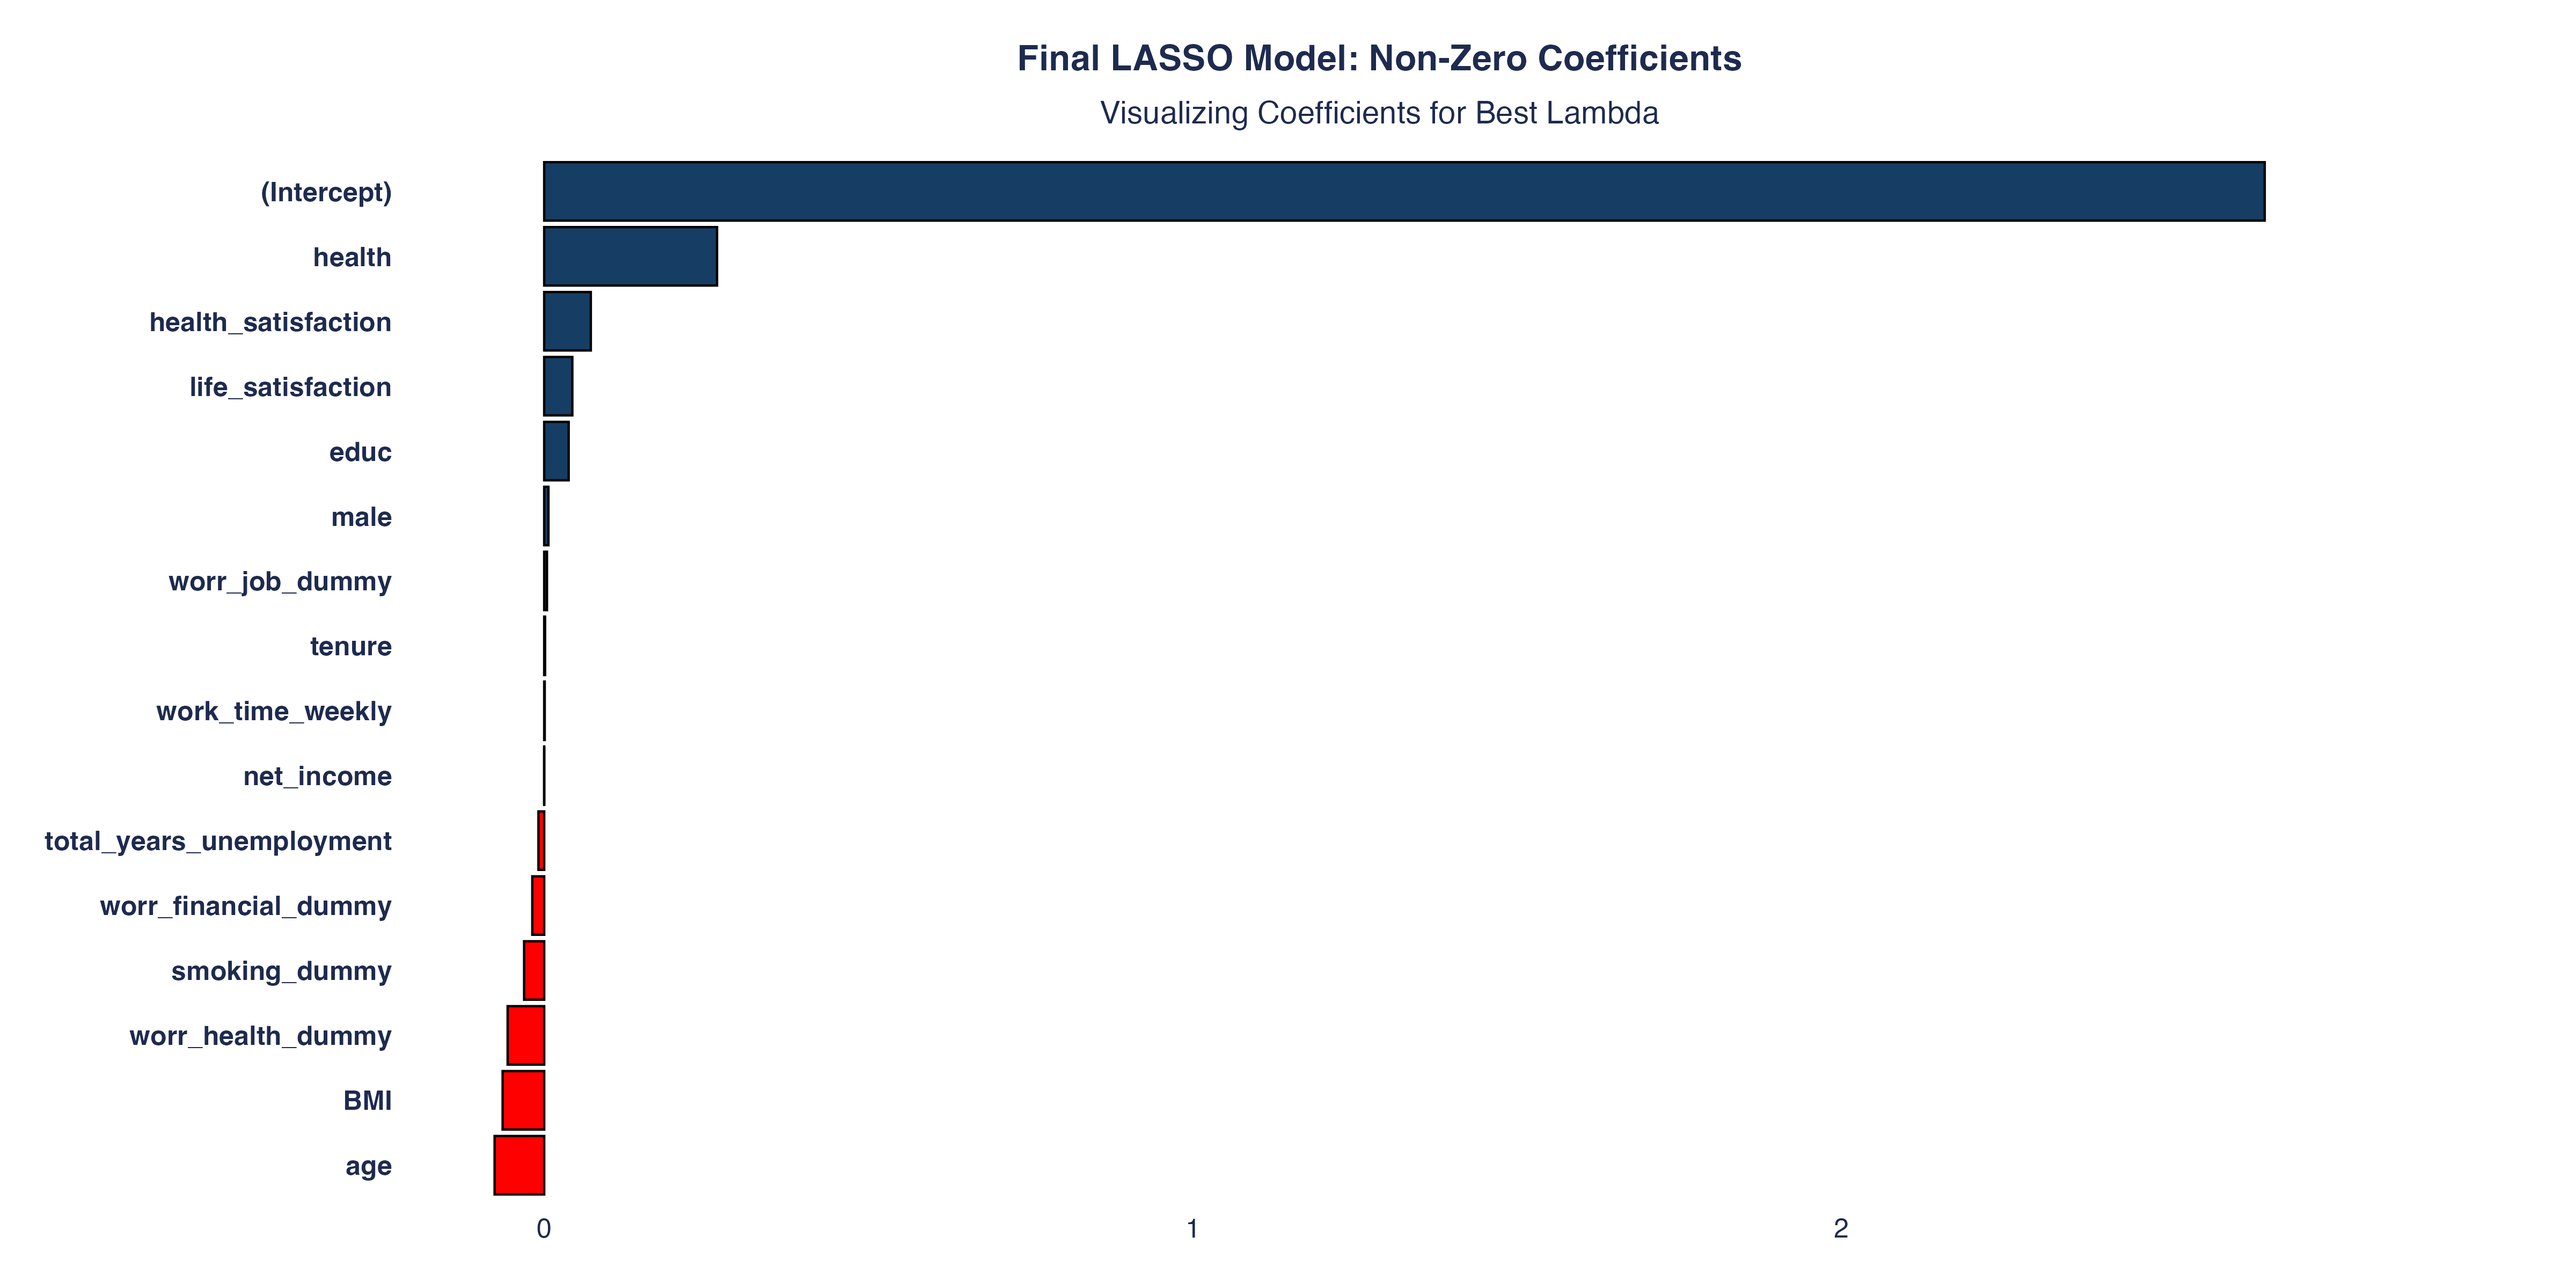 Final LASSO Model: Non-Zero Coefficients
Visualizing Coefficients for Best Lambda
(Intercept)
health
health_satisfaction
life_satisfaction
educ
male
worr_job_dummy
tenure
work_time_weekly
net_income
total_years_unemployment
worr_financial_dummy
smoking_dummy
worr_health_dummy
BMI
age
0 1 2